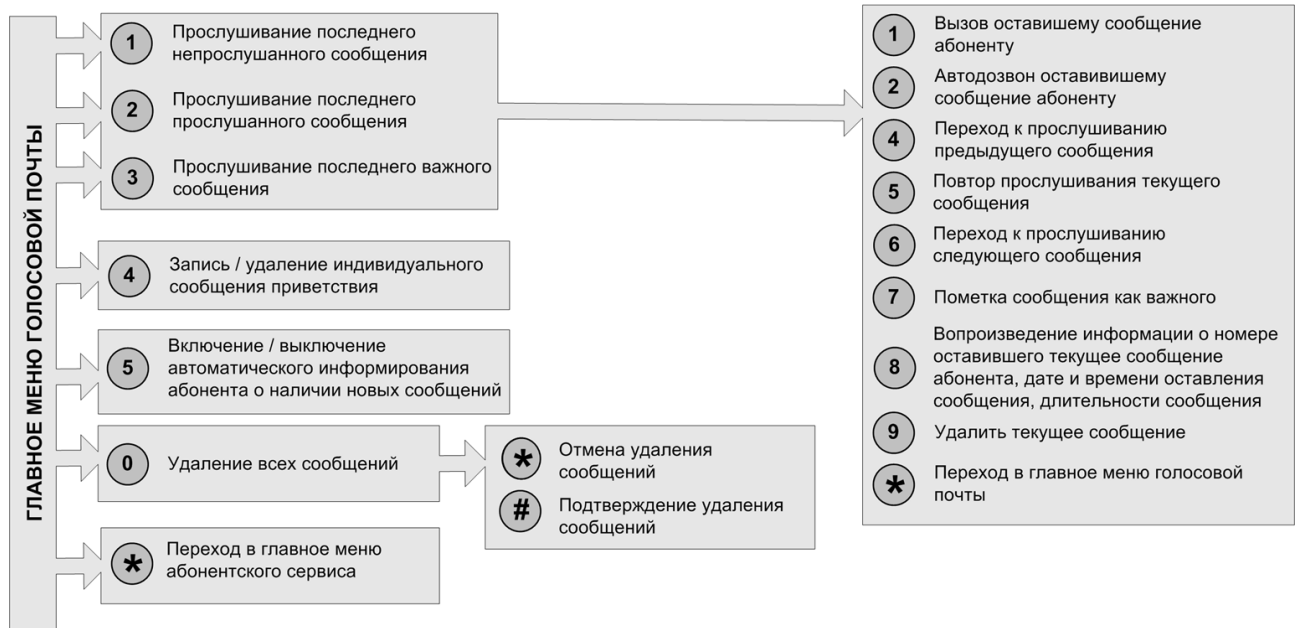 ГЛАВНОЕ МЕНЮ ГОЛОСОВОЙ ПОЧТЫ
1 Прослушивание последнего
непрослушанного сообщения
2 Прослушивание последнего
прослушанного сообщения
3 Прослушивание последнего важного
сообщения
4 Запись / удаление индивидуального
сообщения приветствия
5 Включение / выключение
автоматического информирования
абонента о наличии новых сообщений
0 Удаление всех сообщений
* Отмена удаления
сообщений
# Подтверждение удаления
сообщений
* Переход в главное меню
абонентского сервиса
1 Вызов оставишему сообщение
абоненту
2 Автодозвон оставивишему
сообщение абоненту
4 Переход к прослушиванию
предыдущего сообщения
5 Повтор прослушивания текущего
сообщения
6 Переход к прослушиванию
следующего сообщения
7 Пометка сообщения как важного
8 Вопроизведение информации о номере
оставившего текущее сообщение
абонента, дате и времени оставления
сообщения, длительности сообщения
9 Удалить текущее сообщение
* Переход в главное меню голосовой
почты